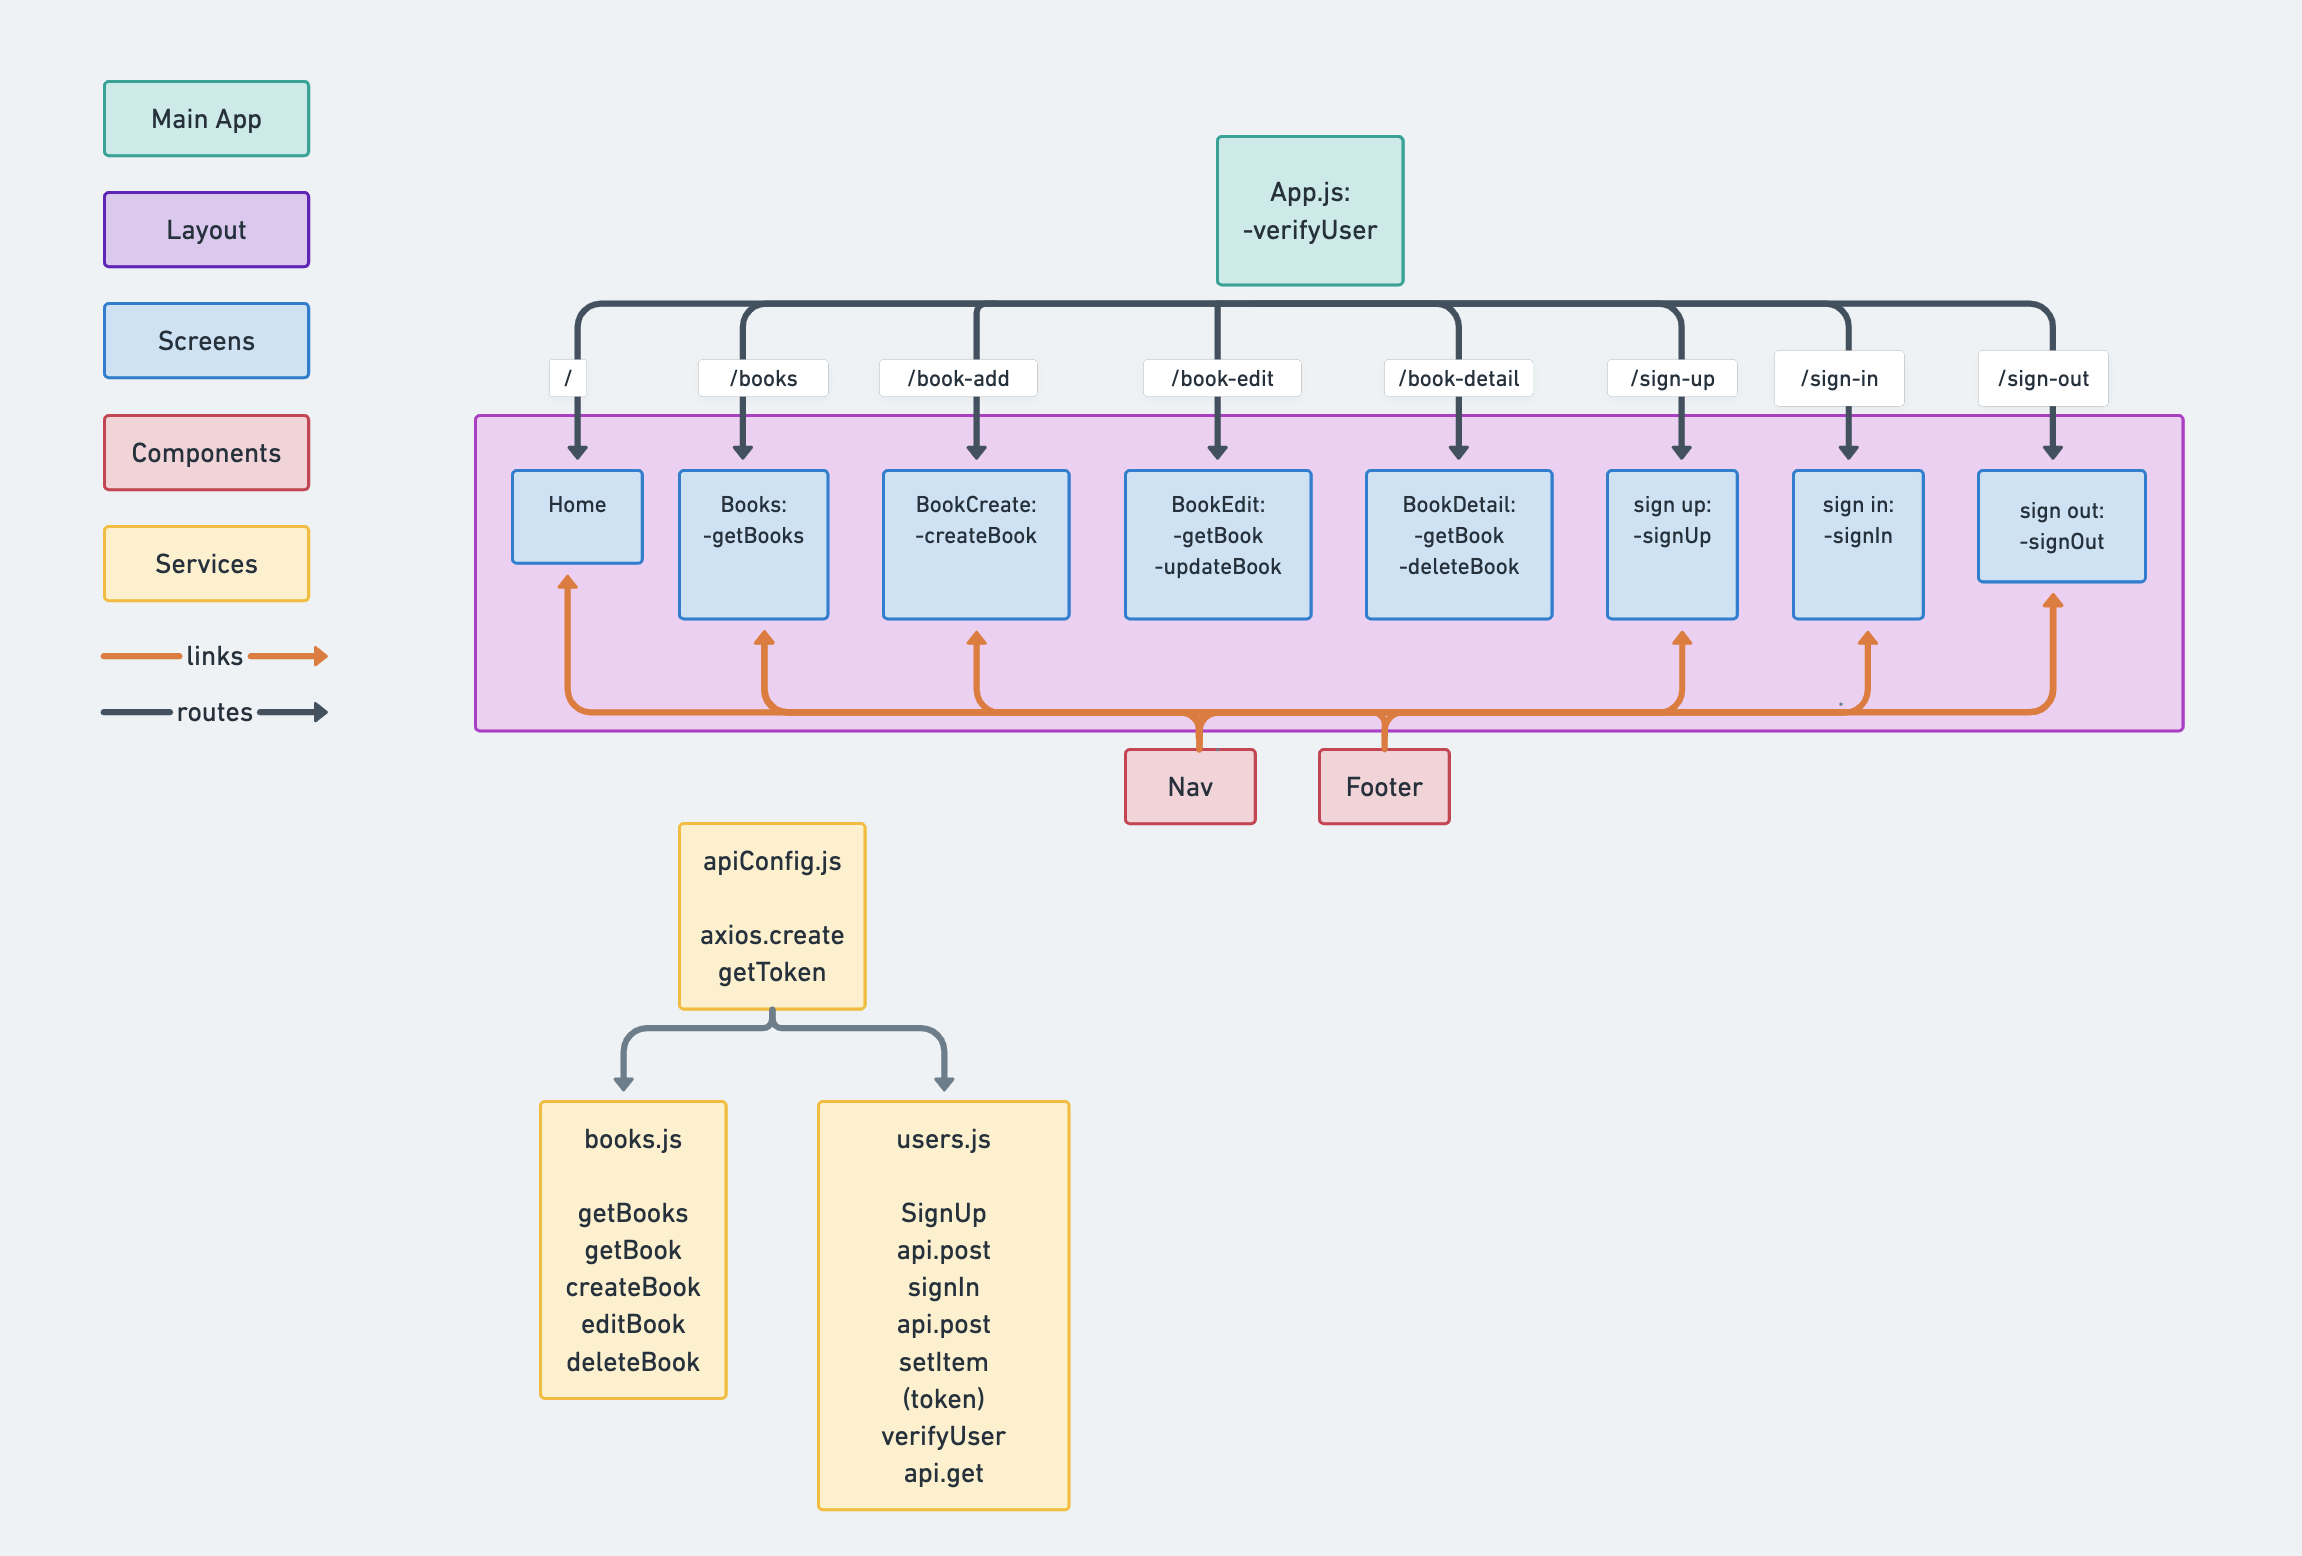 Main App
Layout
Screens
Components
Services
links
routes
App.js:
-verifyUser
/
/books
/book-add
/book-edit
/book-detail
/sign-up
/sign-in
/sign-out
Home
Books:
-getBooks
BookCreate:
-createBook
BookEdit:
-getBook
-updateBook
BookDetail:
-getBook
-deleteBook
sign up:
-signUp
sign in:
-signIn
sign out:
-signOut
Nav
Footer
apiConfig.js
axios.create
getToken
books.js
getBooks
getBook
createBook
editBook
deleteBook
users.js
SignUp
api.post
signIn
api.post
setItem
(token)
verifyUser
api.get